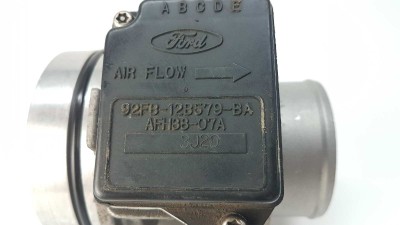 A B C D E
Ford
AIR FLOW
92FB-12B579-BA
AFH38-07A